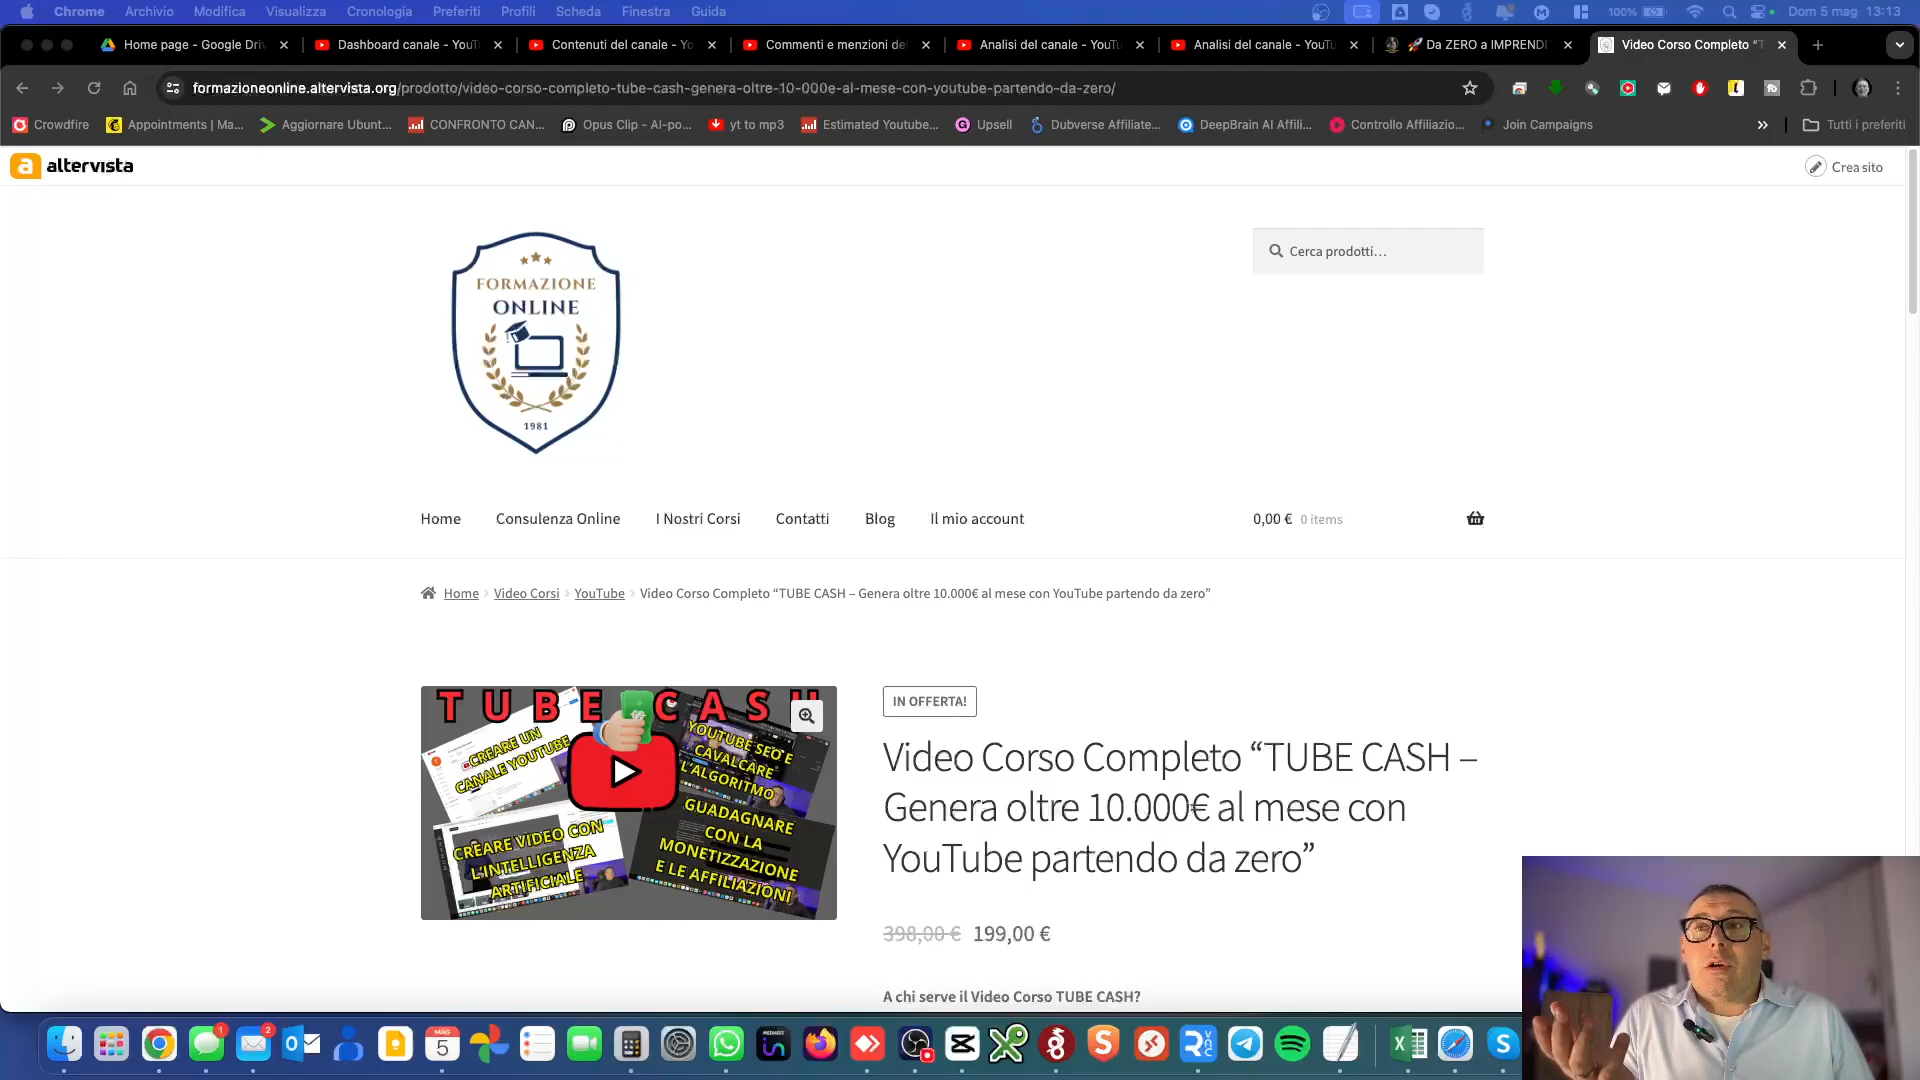 Chrome Archivio Modifica Visualizza Cronologia Preferiti Profili Scheda Finestra Guida
100% Dom 5 mag 13:13
Home page - Google Driv
Dashboard canale - YouT
Contenuti del canale - Yo
Commenti e menzioni de
Analisi del canale - YouTu
Analisi del canale - YouTu
🚀 Da ZERO a IMPRENDI
Video Corso Completo “T
formazioneonline.altervista.org/prodotto/video-corso-completo-tube-cash-genera-oltre-10-000e-al-mese-con-youtube-partendo-da-zero/
Crowdfire
Appointments | Ma...
Aggiornare Ubunt...
CONFRONTO CAN...
Opus Clip - AI-po...
yt to mp3
Estimated Youtube...
Upsell
Dubverse Affiliate...
DeepBrain AI Affili...
Controllo Affiliazio...
Join Campaigns
»
Tutti i preferiti
a altervista
Crea sito
FORMAZIONE
ONLINE
1981
Cerca prodotti...
Home Consulenza Online I Nostri Corsi Contatti Blog Il mio account
0,00 € 0 items
Home › Video Corsi › YouTube › Video Corso Completo “TUBE CASH – Genera oltre 10.000€ al mese con YouTube partendo da zero”
TUBE CASH
CREARE UN
CANALE YOUTUBE
YOUTUBE SEO E
CAVALCARE
L'ALGORITMO
CREARE VIDEO CON
L'INTELLIGENZA
ARTIFICIALE
GUADAGNARE
CON LA
MONETIZZAZIONE
E LE AFFILIAZIONI
IN OFFERTA!
Video Corso Completo “TUBE CASH –
Genera oltre 10.000€ al mese con
YouTube partendo da zero”
398,00 € 199,00 €
A chi serve il Video Corso TUBE CASH?
1
2
MAG
5